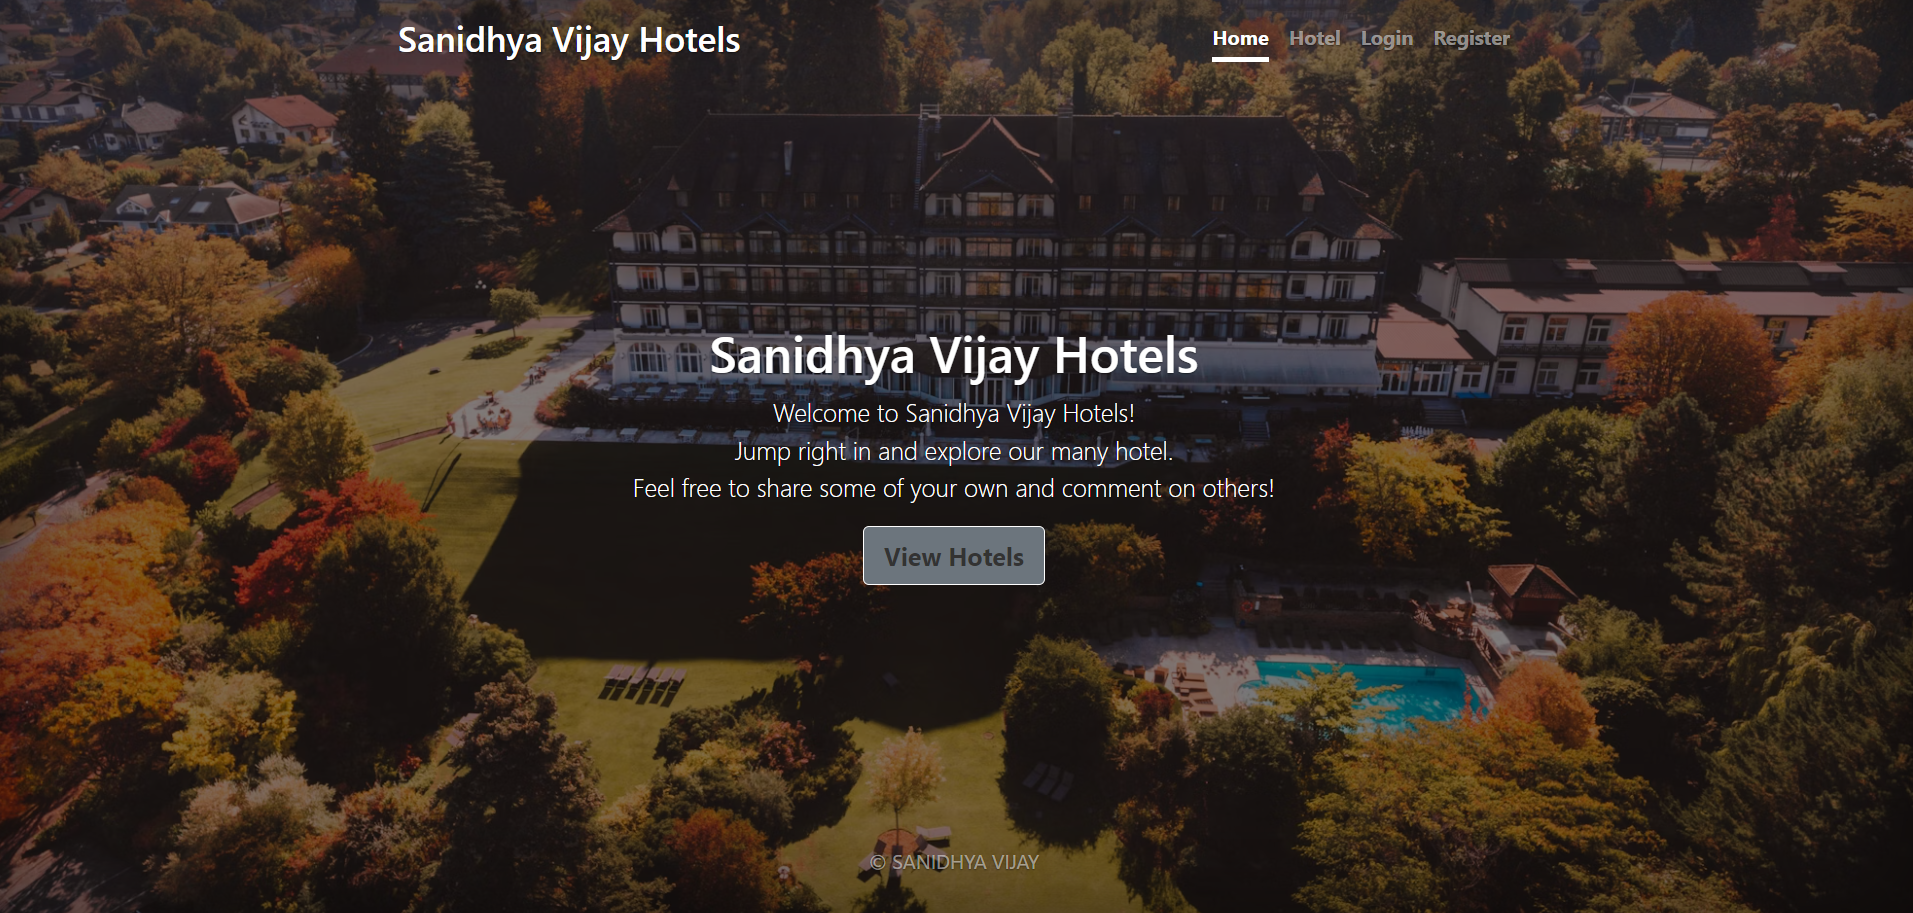 Sanidhya Vijay Hotels
Home Hotel Login Register
Sanidhya Vijay Hotels
Welcome to Sanidhya Vijay Hotels!
Jump right in and explore our many hotel.
Feel free to share some of your own and comment on others!
View Hotels
© SANIDHYA VIJAY